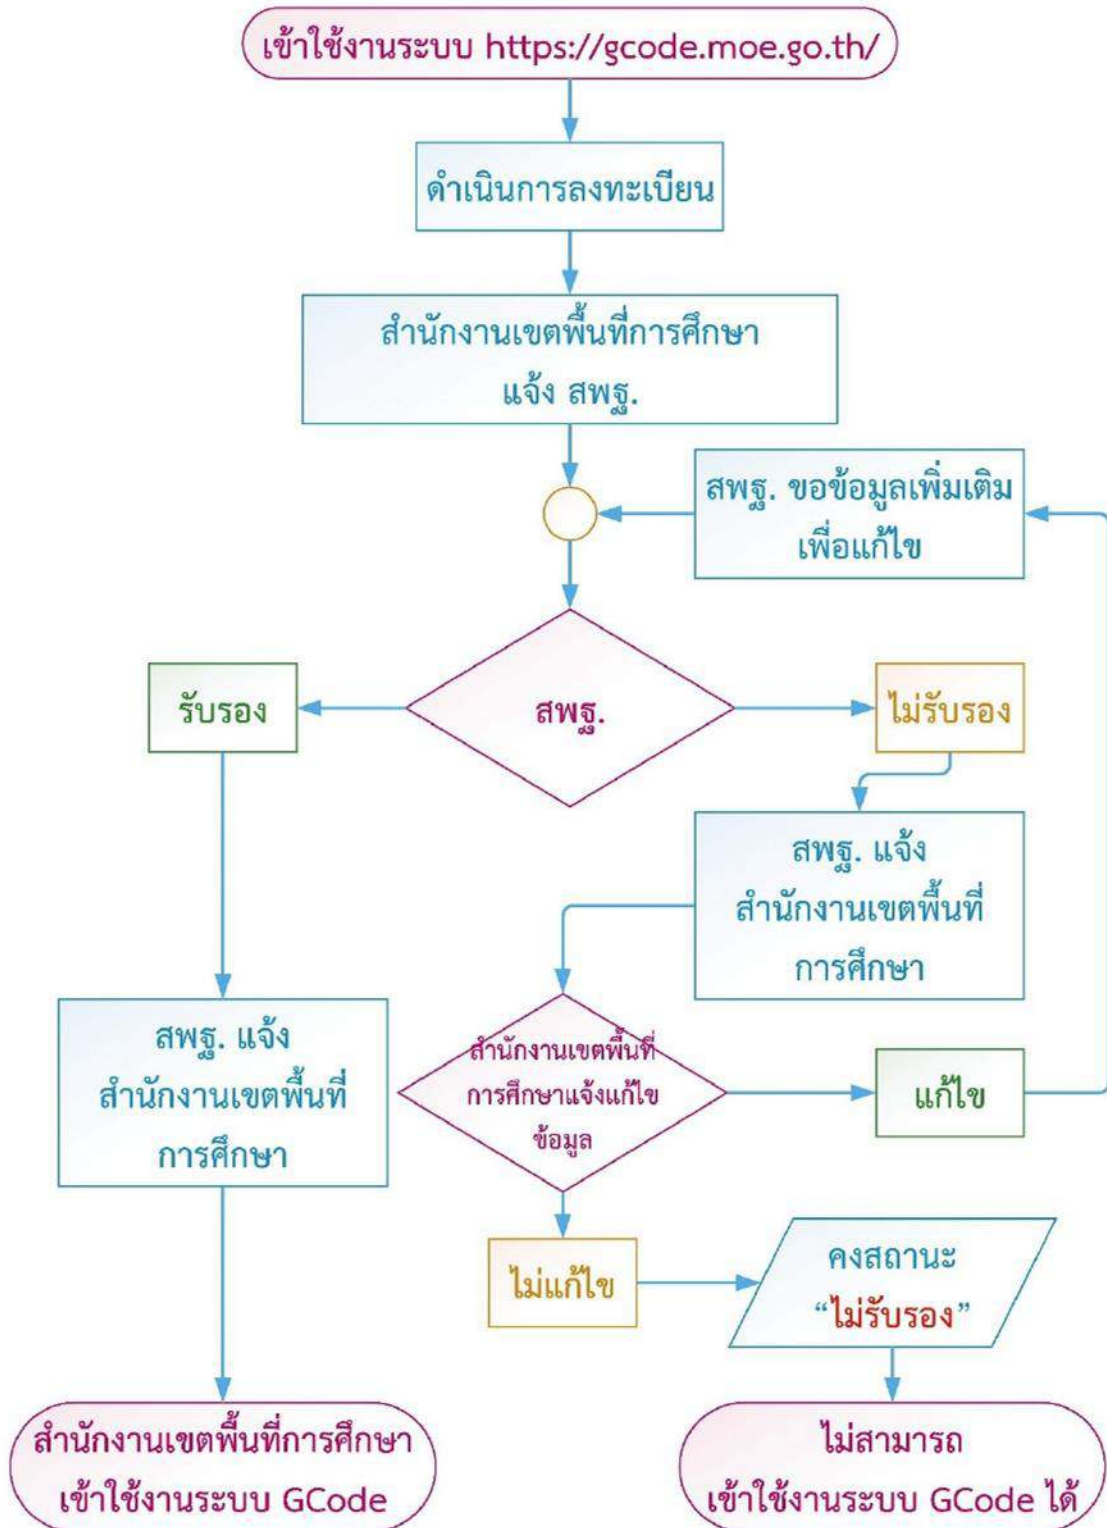 เข้าใช้งานระบบ https://gcode.moe.go.th/
ดำเนินการลงทะเบียน
สำนักงานเขตพื้นที่การศึกษา
แจ้ง สพฐ.
สพฐ. ขอข้อมูลเพิ่มเติม
เพื่อแก้ไข
รับรอง
สพฐ.
ไม่รับรอง
สพฐ. แจ้ง
สำนักงานเขตพื้นที่
การศึกษา
สพฐ. แจ้ง
สำนักงานเขตพื้นที่
การศึกษา
สำนักงานเขตพื้นที่
การศึกษาแจ้งแก้ไข
ข้อมูล
แก้ไข
ไม่แก้ไข
คงสถานะ
“ไม่รับรอง”
สำนักงานเขตพื้นที่การศึกษา
เข้าใช้งานระบบ GCode
ไม่สามารถ
เข้าใช้งานระบบ GCode ได้